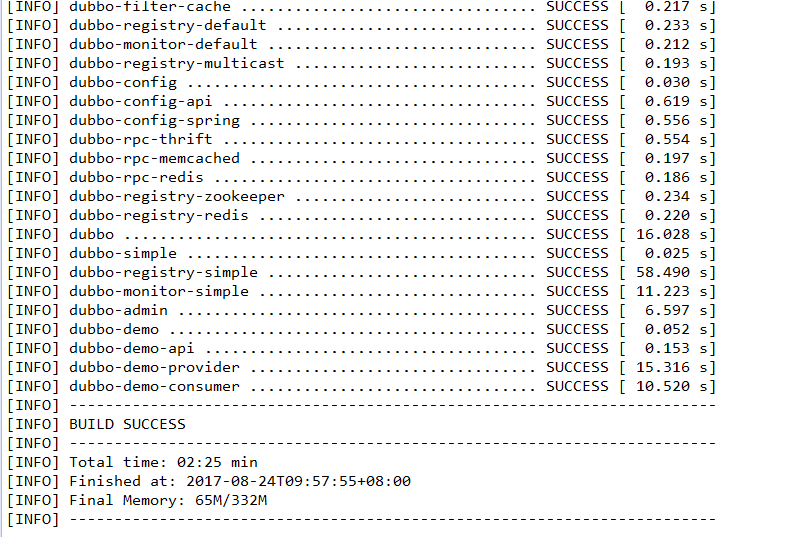 [INFO] dubbo-filter-cache ................................. SUCCESS [  0.217 s]
[INFO] dubbo-registry-default ............................. SUCCESS [  0.233 s]
[INFO] dubbo-monitor-default .............................. SUCCESS [  0.212 s]
[INFO] dubbo-registry-multicast ........................... SUCCESS [  0.193 s]
[INFO] dubbo-config ....................................... SUCCESS [  0.030 s]
[INFO] dubbo-config-api ................................... SUCCESS [  0.619 s]
[INFO] dubbo-config-spring ................................ SUCCESS [  0.556 s]
[INFO] dubbo-rpc-thrift ................................... SUCCESS [  0.554 s]
[INFO] dubbo-rpc-memcached ................................ SUCCESS [  0.197 s]
[INFO] dubbo-rpc-redis .................................... SUCCESS [  0.186 s]
[INFO] dubbo-registry-zookeeper ........................... SUCCESS [  0.234 s]
[INFO] dubbo-registry-redis ............................... SUCCESS [  0.220 s]
[INFO] dubbo .............................................. SUCCESS [ 16.028 s]
[INFO] dubbo-simple ....................................... SUCCESS [  0.025 s]
[INFO] dubbo-registry-simple .............................. SUCCESS [ 58.490 s]
[INFO] dubbo-monitor-simple ............................... SUCCESS [ 11.223 s]
[INFO] dubbo-admin ........................................ SUCCESS [  6.597 s]
[INFO] dubbo-demo ......................................... SUCCESS [  0.052 s]
[INFO] dubbo-demo-api ..................................... SUCCESS [  0.153 s]
[INFO] dubbo-demo-provider ................................ SUCCESS [ 15.316 s]
[INFO] dubbo-demo-consumer ................................ SUCCESS [ 10.520 s]
[INFO] ------------------------------------------------------------------------
[INFO] BUILD SUCCESS
[INFO] ------------------------------------------------------------------------
[INFO] Total time: 02:25 min
[INFO] Finished at: 2017-08-24T09:57:55+08:00
[INFO] Final Memory: 65M/332M
[INFO] ------------------------------------------------------------------------